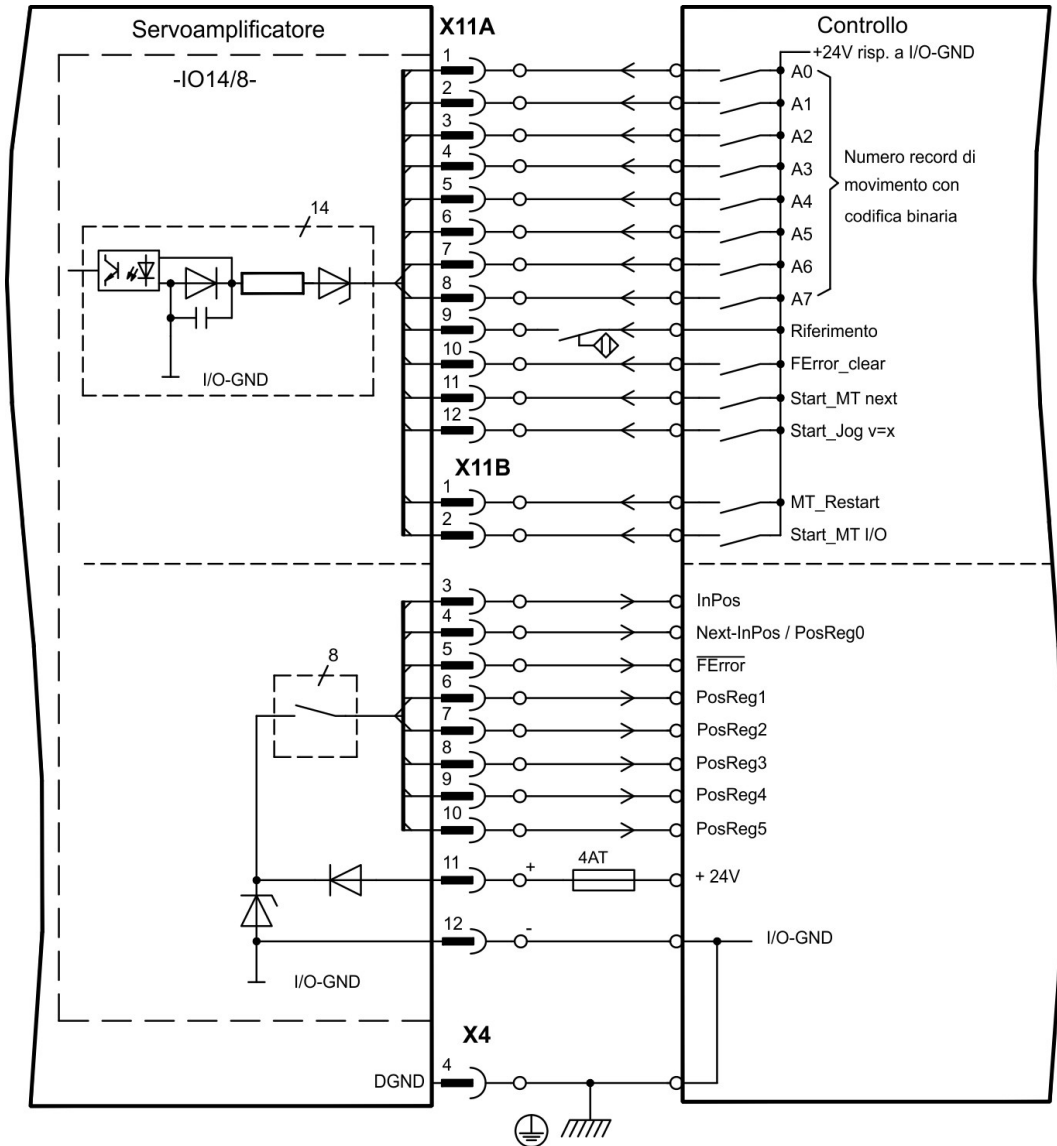 Servoamplificatore
X11A
Controllo
-IO14/8-
+24V risp. a I/O-GND
1
A0
2
A1
3
A2
4
A3
5
A4
6
A5
7
A6
8
A7
Numero record di
movimento con
codifica binaria
14
I/O-GND
9
Riferimento
10
FError_clear
11
Start_MT next
12
Start_Jog v=x
X11B
1
MT_Restart
2
Start_MT I/O
3
InPos
4
Next-InPos / PosReg0
5
FError
6
PosReg1
7
PosReg2
8
PosReg3
9
PosReg4
10
PosReg5
8
11
+
4AT
+ 24V
12
-
I/O-GND
I/O-GND
X4
DGND
4